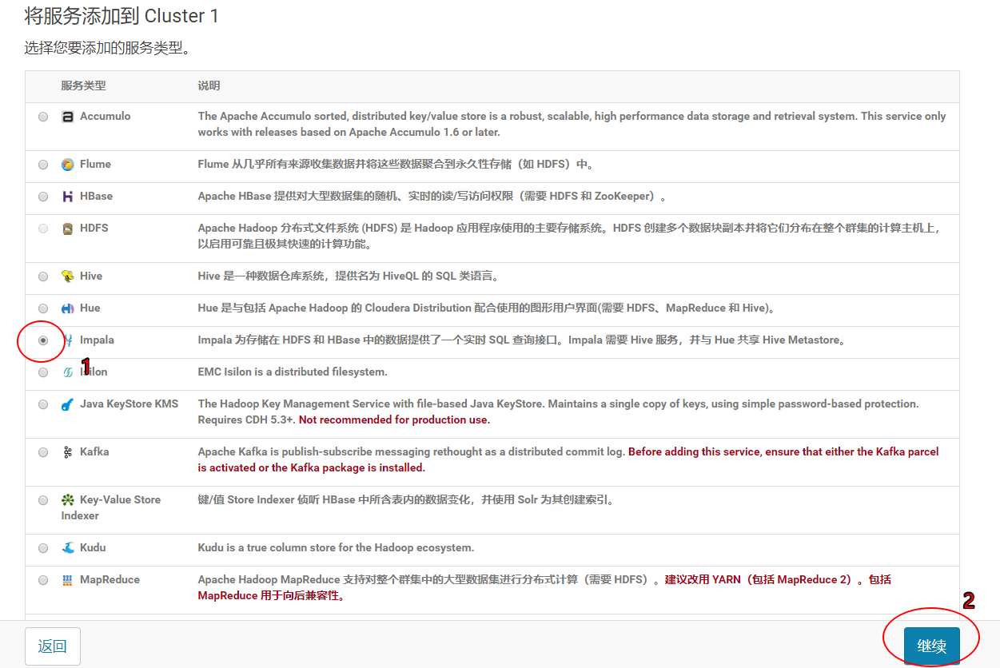 将服务添加到 Cluster 1
选择您要添加的服务类型。
服务类型 说明
Accumulo The Apache Accumulo sorted, distributed key/value store is a robust, scalable, high performance data storage and retrieval system. This service only
works with releases based on Apache Accumulo 1.6 or later.
Flume Flume 从几乎所有来源收集数据并将这些数据聚合到永久性存储（如 HDFS）中。
HBase Apache HBase 提供对大型数据集的随机、实时的读/写访问权限（需要 HDFS 和 ZooKeeper）。
HDFS Apache Hadoop 分布式文件系统 (HDFS) 是 Hadoop 应用程序使用的主要存储系统。HDFS 创建多个数据块副本并将它们分布在整个群集的计算主机上，
以启用可靠且极其快速的计算功能。
Hive Hive 是一种数据仓库系统，提供名为 HiveQL 的 SQL 类语言。
Hue Hue 是与包括 Apache Hadoop 的 Cloudera Distribution 配合使用的图形用户界面(需要 HDFS、MapReduce 和 Hive)。
Impala Impala 为存储在 HDFS 和 HBase 中的数据提供了一个实时 SQL 查询接口。Impala 需要 Hive 服务，并与 Hue 共享 Hive Metastore。
1
Isilon EMC Isilon is a distributed filesystem.
Java KeyStore KMS The Hadoop Key Management Service with file-based Java KeyStore. Maintains a single copy of keys, using simple password-based protection.
Requires CDH 5.3+. Not recommended for production use.
Kafka Apache Kafka is publish-subscribe messaging rethought as a distributed commit log. Before adding this service, ensure that either the Kafka parcel
is activated or the Kafka package is installed.
Key-Value Store 键/值 Store Indexer 侦听 HBase 中所含表内的数据变化，并使用 Solr 为其创建索引。
Indexer
Kudu Kudu is a true column store for the Hadoop ecosystem.
MapReduce Apache Hadoop MapReduce 支持对整个群集中的大型数据集进行分布式计算（需要 HDFS）。建议改用 YARN（包括 MapReduce 2）。包括
MapReduce 用于向后兼容性。
2
返回 继续